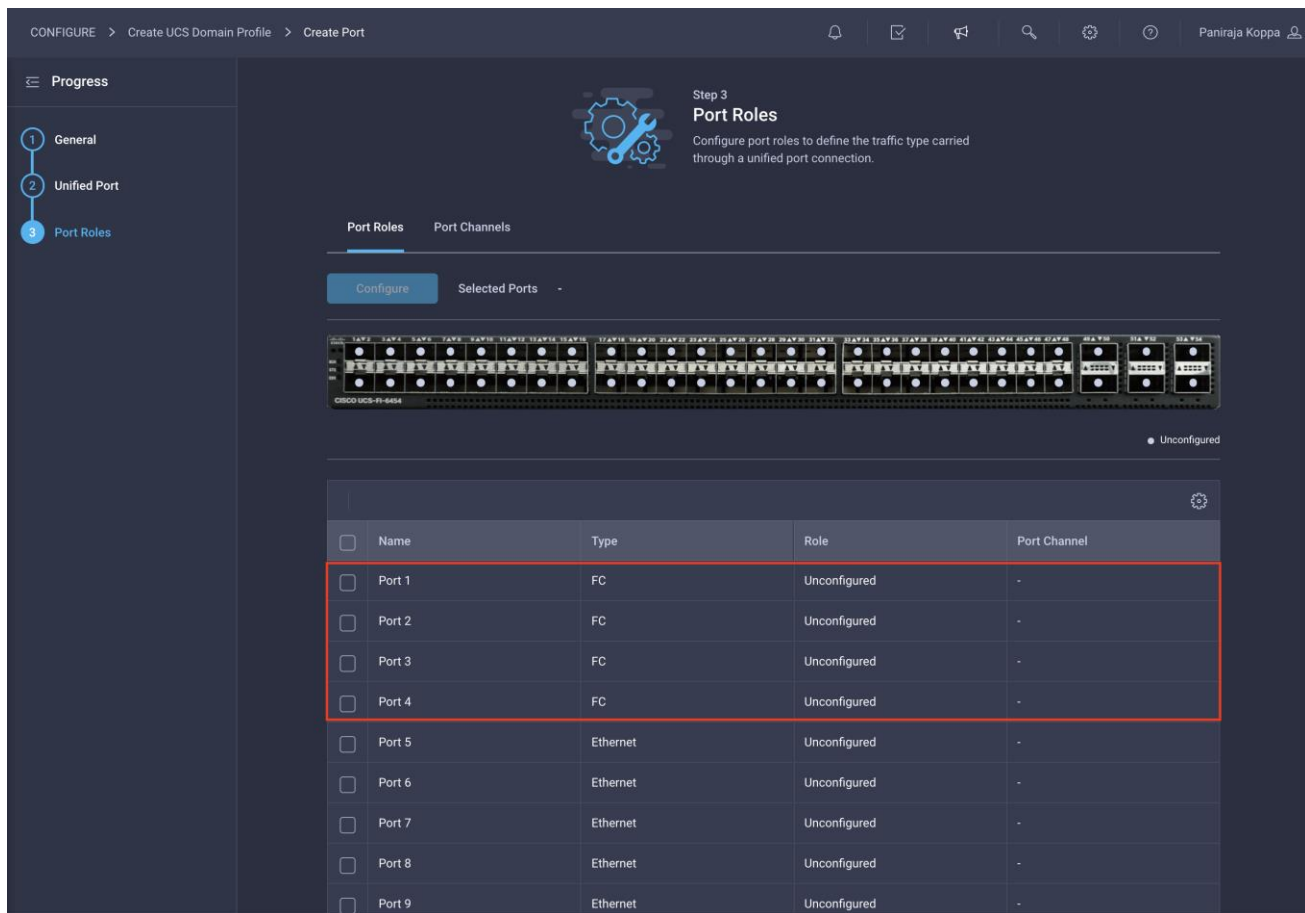 CONFIGURE > Create UCS Domain Profile > Create Port
Paniraja Koppa
Progress
1 General
2 Unified Port
3 Port Roles
Step 3
Port Roles
Configure port roles to define the traffic type carried
through a unified port connection.
Port Roles Port Channels
Configure Selected Ports -
CISCO UCS-FI-6454
Unconfigured
Name Type Role Port Channel
Port 1 FC Unconfigured -
Port 2 FC Unconfigured -
Port 3 FC Unconfigured -
Port 4 FC Unconfigured -
Port 5 Ethernet Unconfigured -
Port 6 Ethernet Unconfigured -
Port 7 Ethernet Unconfigured -
Port 8 Ethernet Unconfigured -
Port 9 Ethernet Unconfigured -